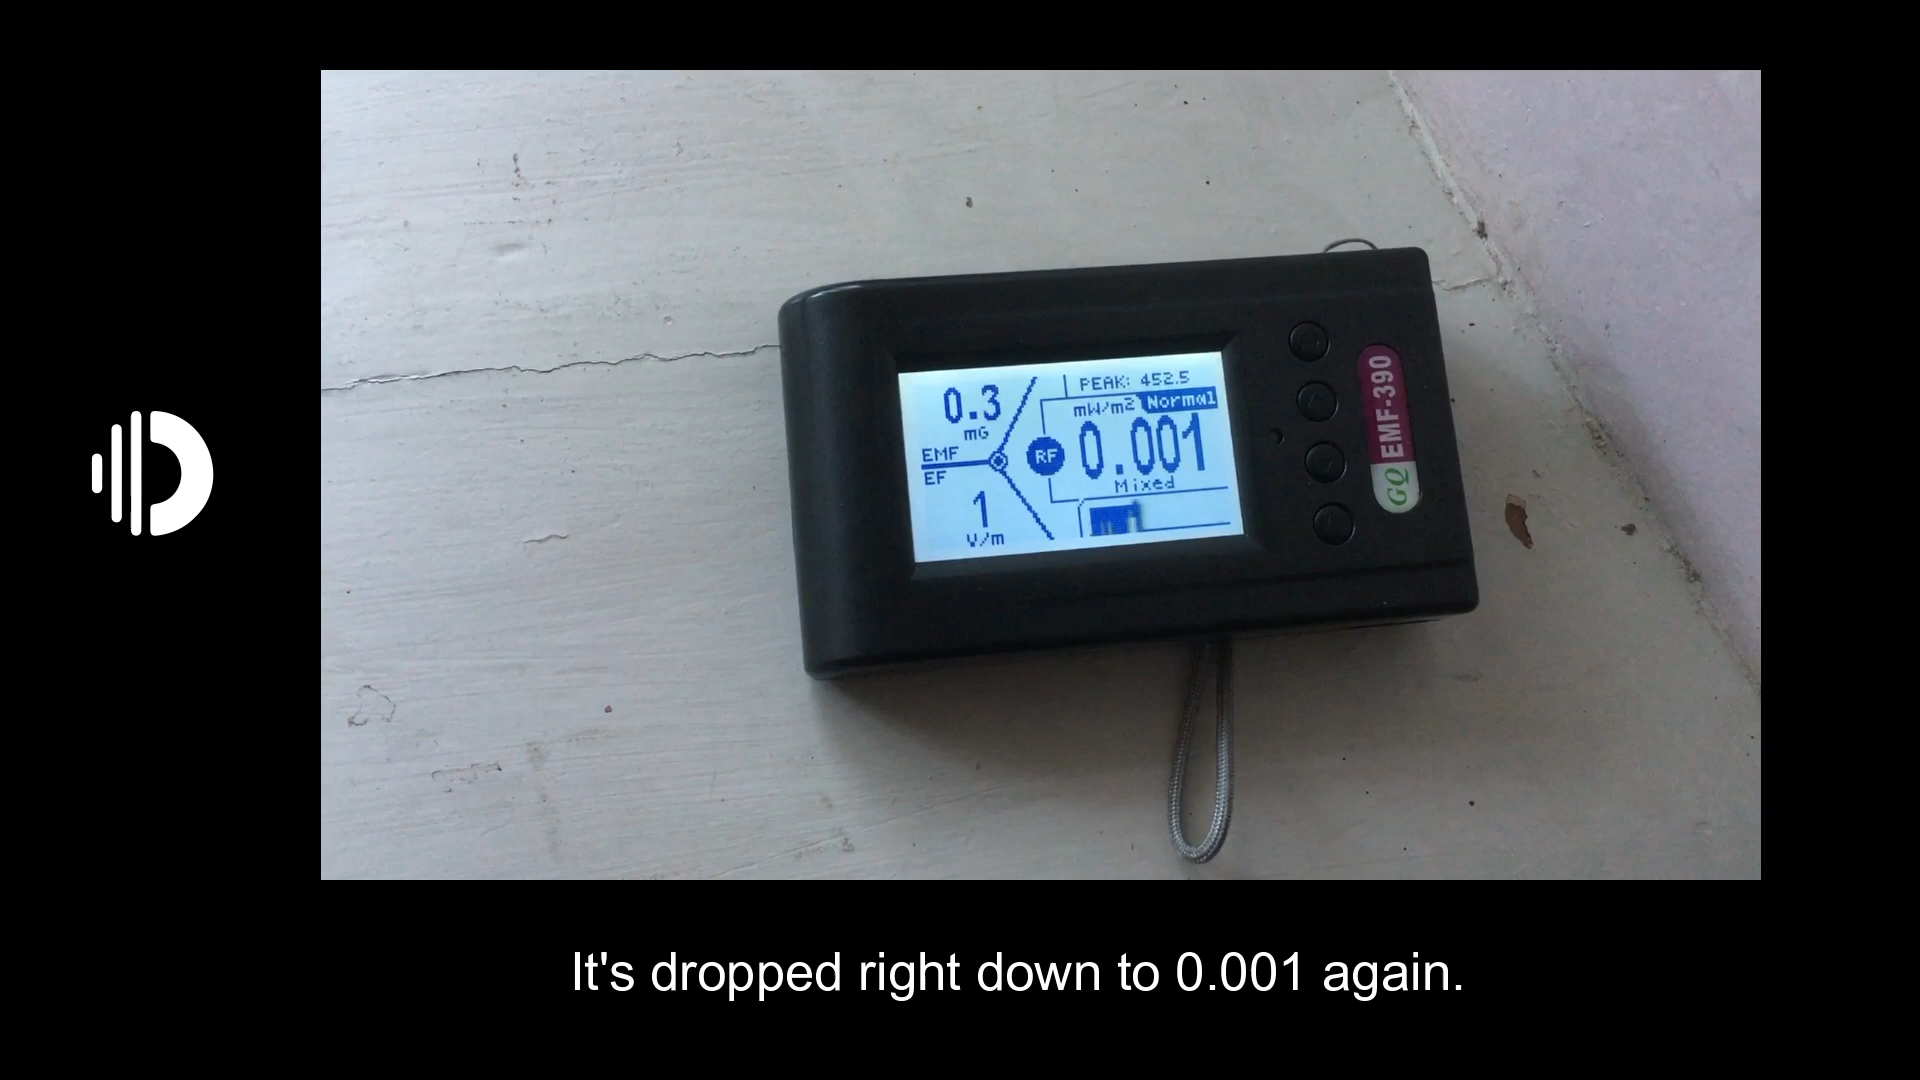 0.3
mG
EMF
EF
1
V/m
PEAK: 452.5
mW/m2 Normal
RF
0.001
Mixed
GQ EMF-390
It's dropped right down to 0.001 again.